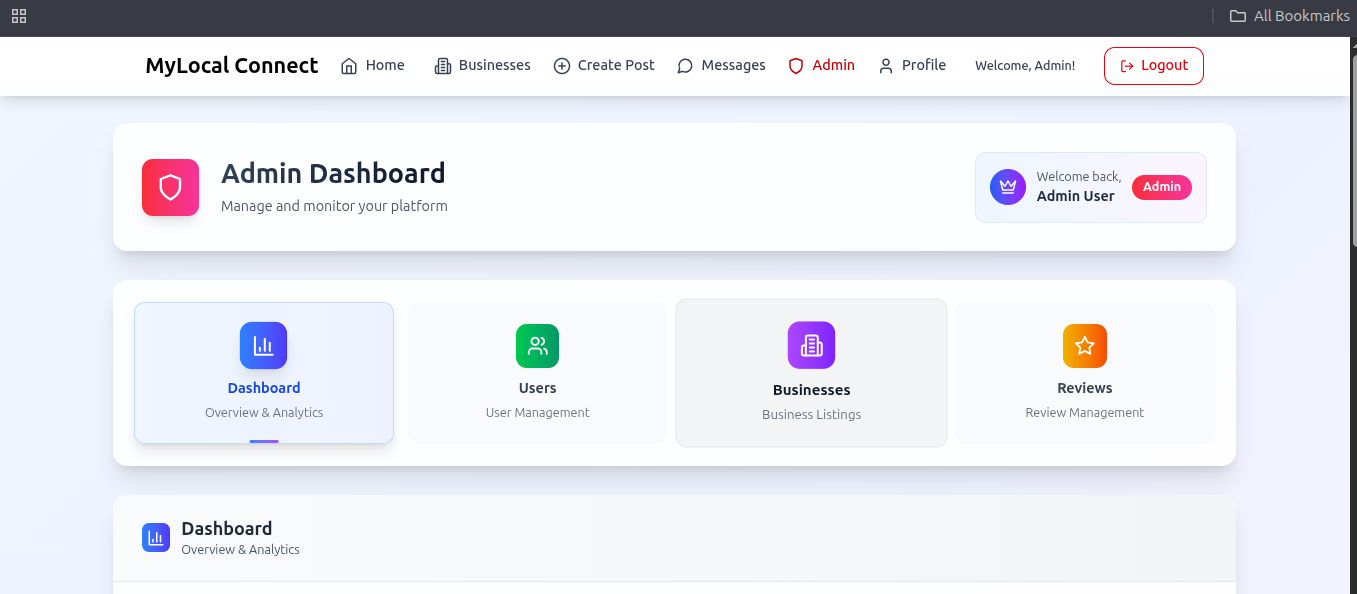 All Bookmarks
MyLocal Connect Home Businesses Create Post Messages Admin Profile Welcome, Admin! Logout
Admin Dashboard
Manage and monitor your platform
Welcome back,
Admin User
Admin
Dashboard
Overview & Analytics
Users
User Management
Businesses
Business Listings
Reviews
Review Management
Dashboard
Overview & Analytics